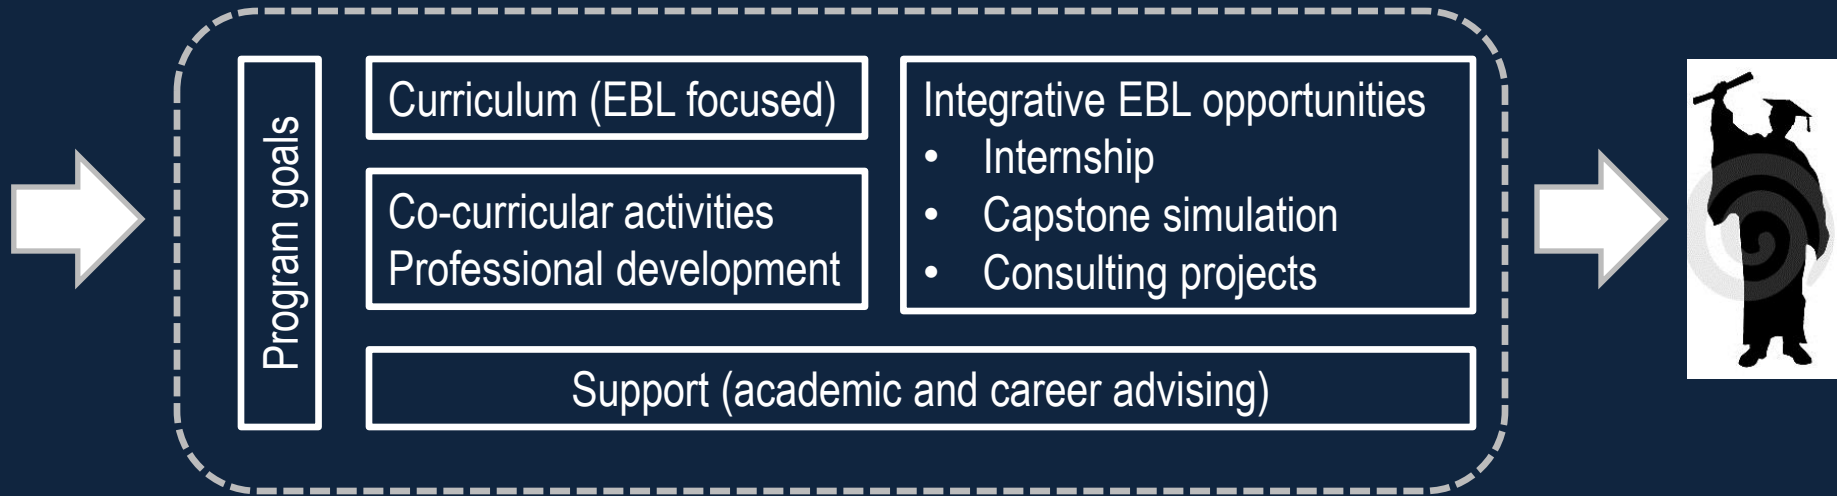 Program goals
Curriculum (EBL focused)
Co-curricular activities
Professional development
Integrative EBL opportunities
• Internship
• Capstone simulation
• Consulting projects
Support (academic and career advising)